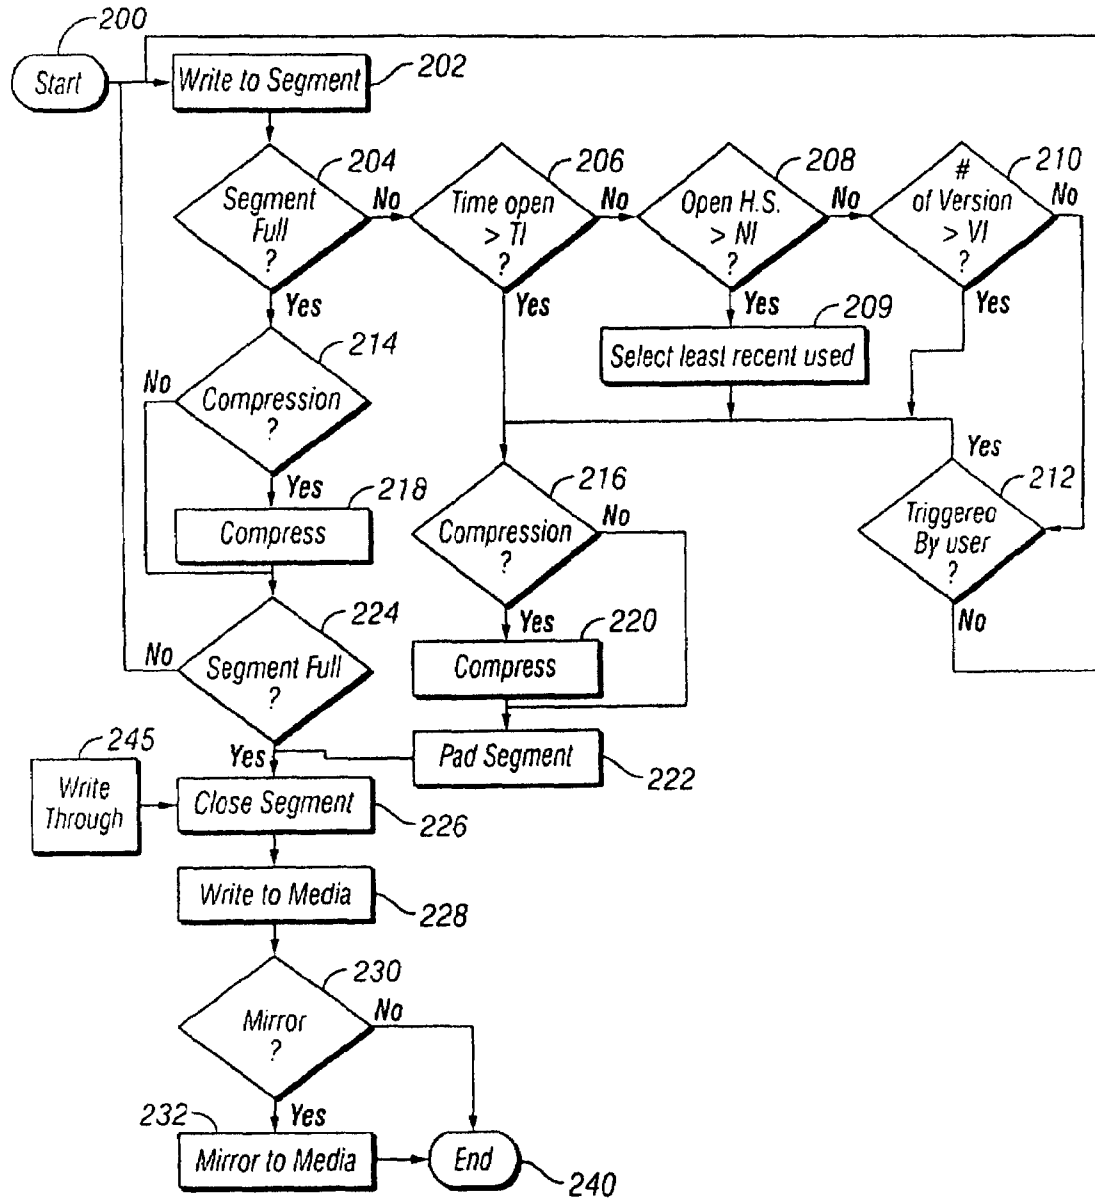 200
Start
Write to Segment
202
204
Segment
Full
?
No
Yes
206
Time open
> TI
?
No
Yes
208
Open H.S.
> NI
?
No
Yes
209
Select least recent used
210
#
of Version
> VI
?
No
Yes
214
Compression
?
No
Yes
218
Compress
216
Compression
?
No
Yes
220
Compress
Yes
212
Triggered
By user
?
No
224
Segment Full
?
No
Yes
Pad Segment
222
245
Write
Through
Close Segment
226
Write to Media
228
230
Mirror
?
No
Yes
232
Mirror to Media
End
240